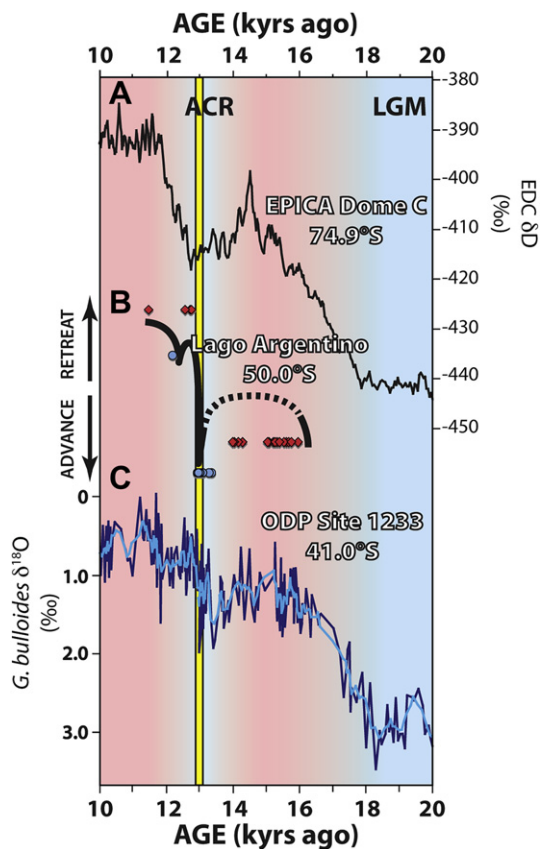 AGE (kyrs ago)
10 12 14 16 18 20
A
ACR
LGM
-380
-390
-400
-410
-420
-430
-440
-450
EDC δD
(‰)
EPICA Dome C
74.9°S
B
RETREAT
ADVANCE
Lago Argentino
50.0°S
C
ODP Site 1233
41.0°S
0
1.0
2.0
3.0
G. bulloides δ18O
(‰)
10 12 14 16 18 20
AGE (kyrs ago)